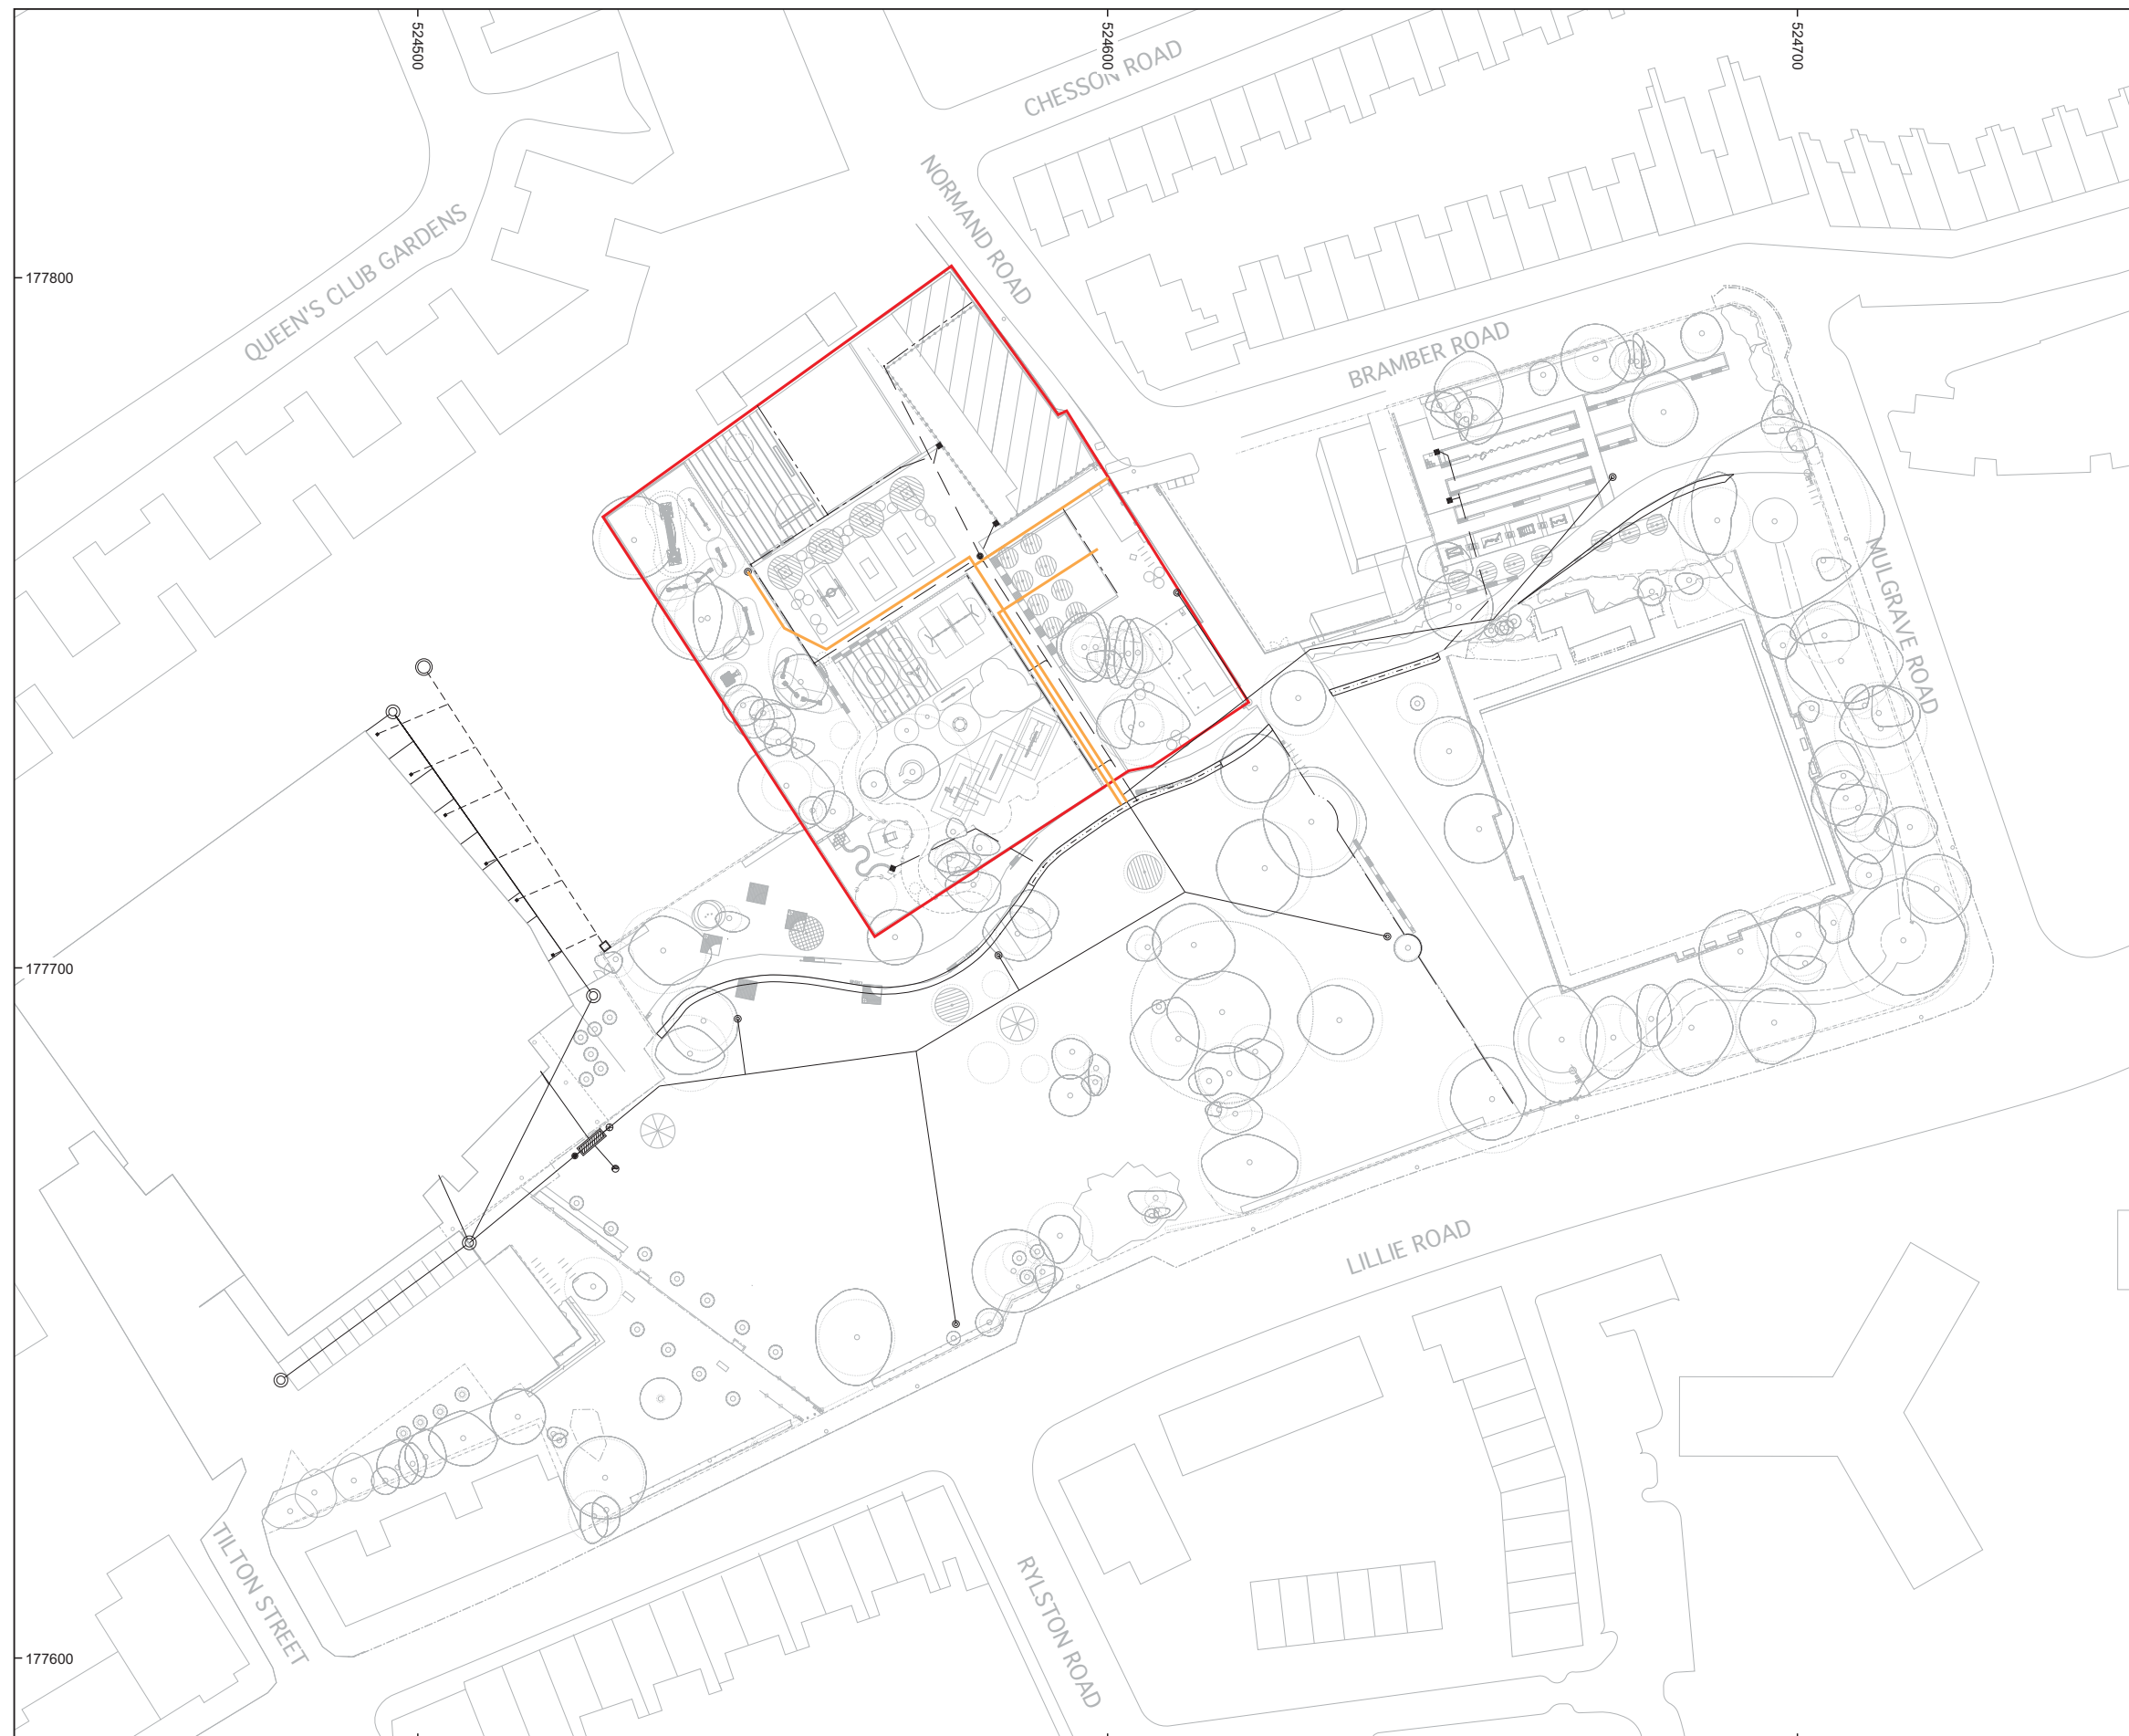 524500
524600
524700
CHESSON ROAD
NORMAND ROAD
QUEEN'S CLUB GARDENS
177800
BRAMBER ROAD
MULGRAVE ROAD
177700
LILLIE ROAD
TILTON STREET
RYLSTON ROAD
177600